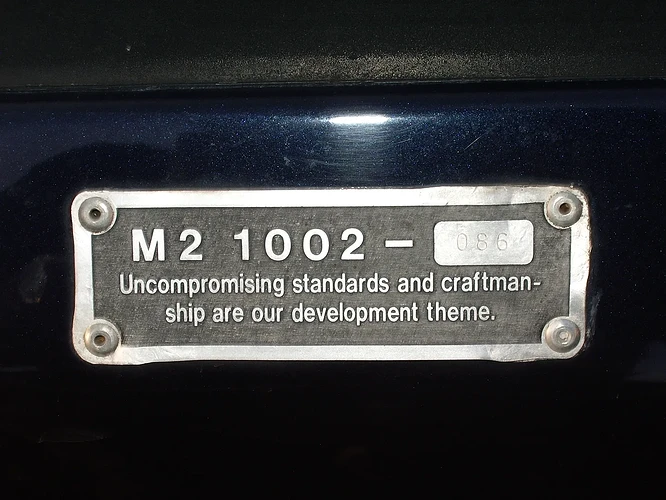 M2 1002 – 086
Uncompromising standards and craftman-
ship are our development theme.